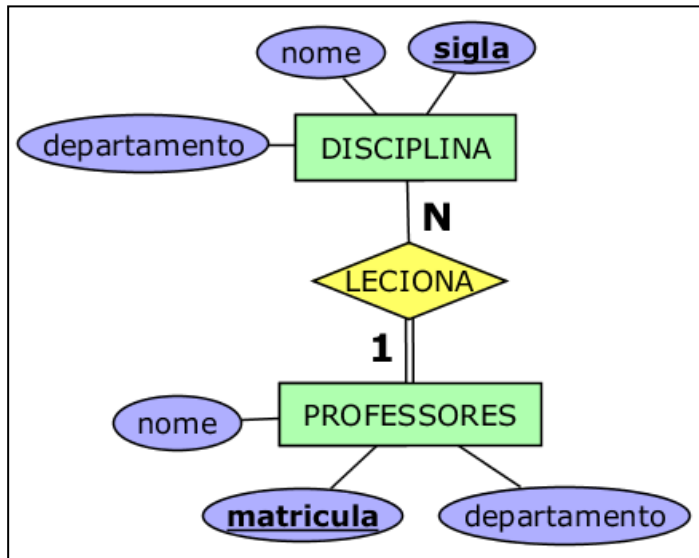 nome
sigla
departamento
DISCIPLINA
N
LECIONA
1
PROFESSORES
nome
matricula
departamento